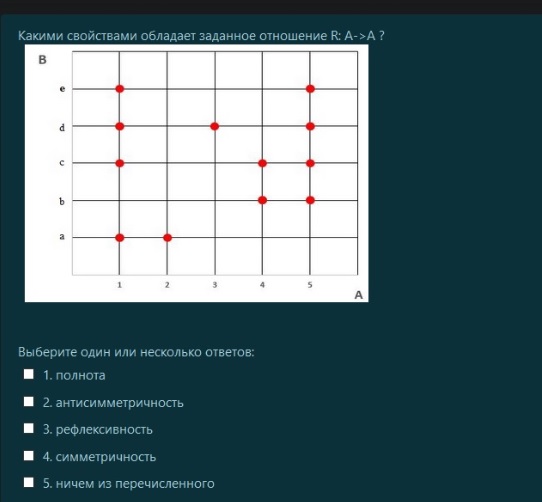 Какими свойствами обладает заданное отношение R: A->A ?
B
e
d
c
b
a
1 2 3 4 5
A
Выберите один или несколько ответов:
1. полнота
2. антисимметричность
3. рефлексивность
4. симметричность
5. ничем из перечисленного